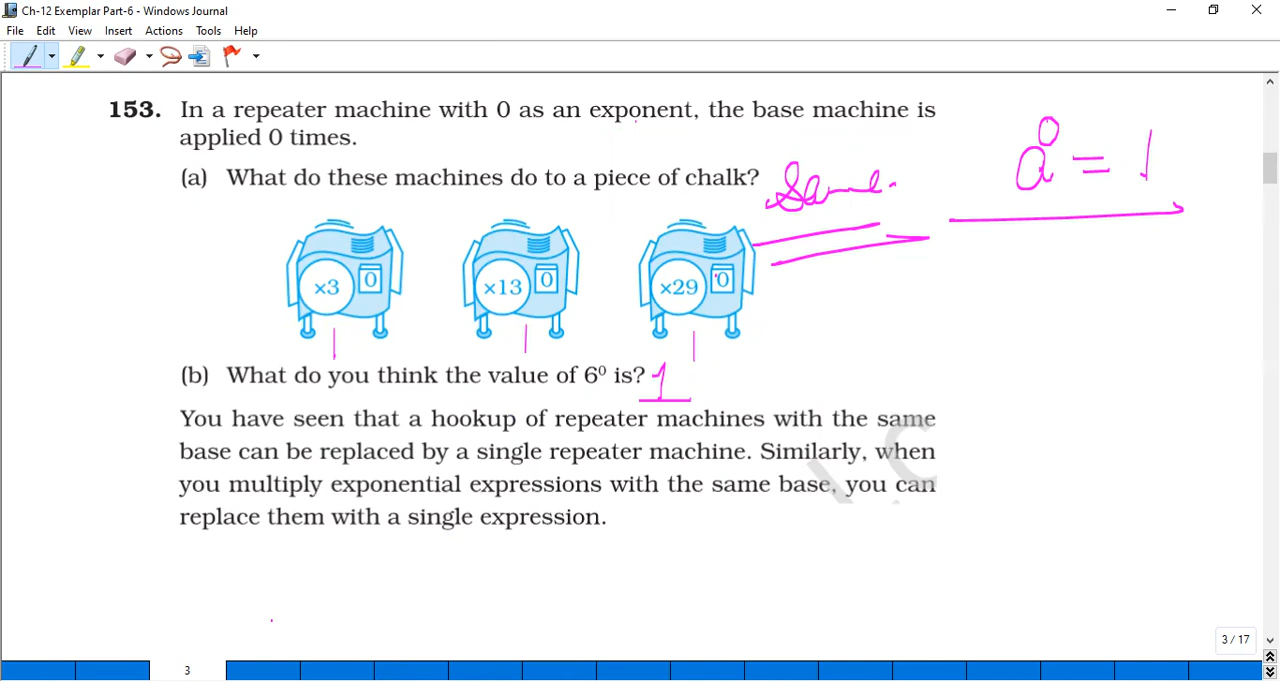 Ch-12 Exemplar Part-6 - Windows Journal
File Edit View Insert Actions Tools Help
153. In a repeater machine with 0 as an exponent, the base machine is
applied 0 times.
(a) What do these machines do to a piece of chalk? Same.
a⁰ = 1
×3 0 ×13 0 ×29 0
1 1 1
(b) What do you think the value of 6⁰ is? 1
You have seen that a hookup of repeater machines with the same
base can be replaced by a single repeater machine. Similarly, when
you multiply exponential expressions with the same base, you can
replace them with a single expression.
3 / 17
3